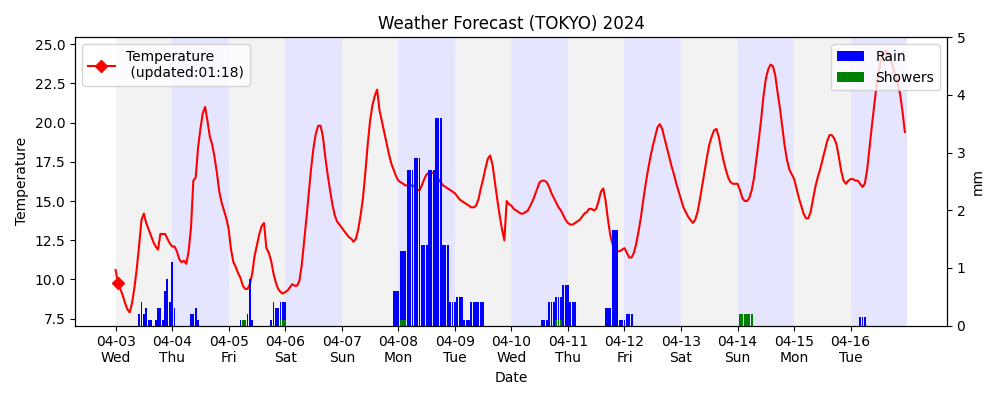 Weather Forecast (TOKYO) 2024
Temperature
(updated:01:18)
Rain
Showers
25.0
22.5
20.0
17.5
15.0
12.5
10.0
7.5
Temperature
5
4
3
2
1
0
mm
04-03 04-04 04-05 04-06 04-07 04-08 04-09 04-10 04-11 04-12 04-13 04-14 04-15 04-16
Wed Thu Fri Sat Sun Mon Tue Wed Thu Fri Sat Sun Mon Tue
Date